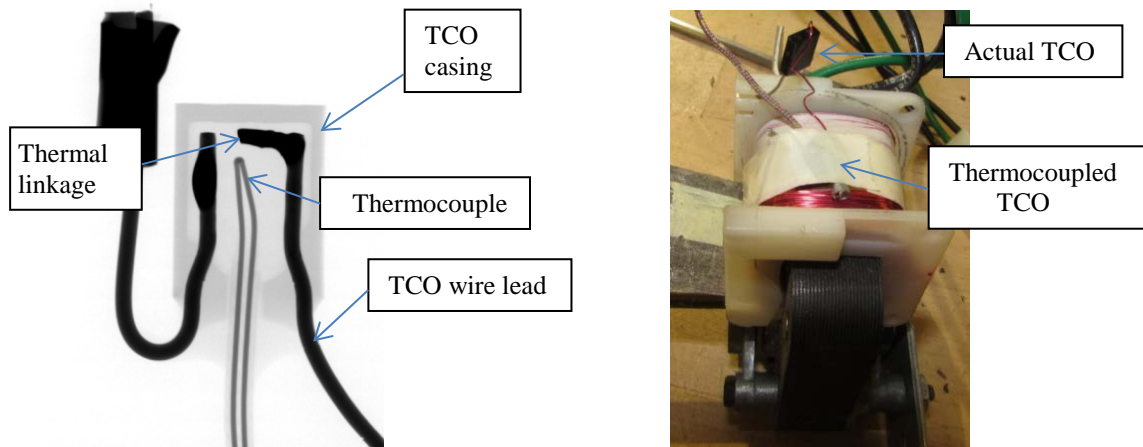 TCO
casing
Thermal
linkage
Thermocouple
TCO wire lead
Actual TCO
Thermocoupled
TCO